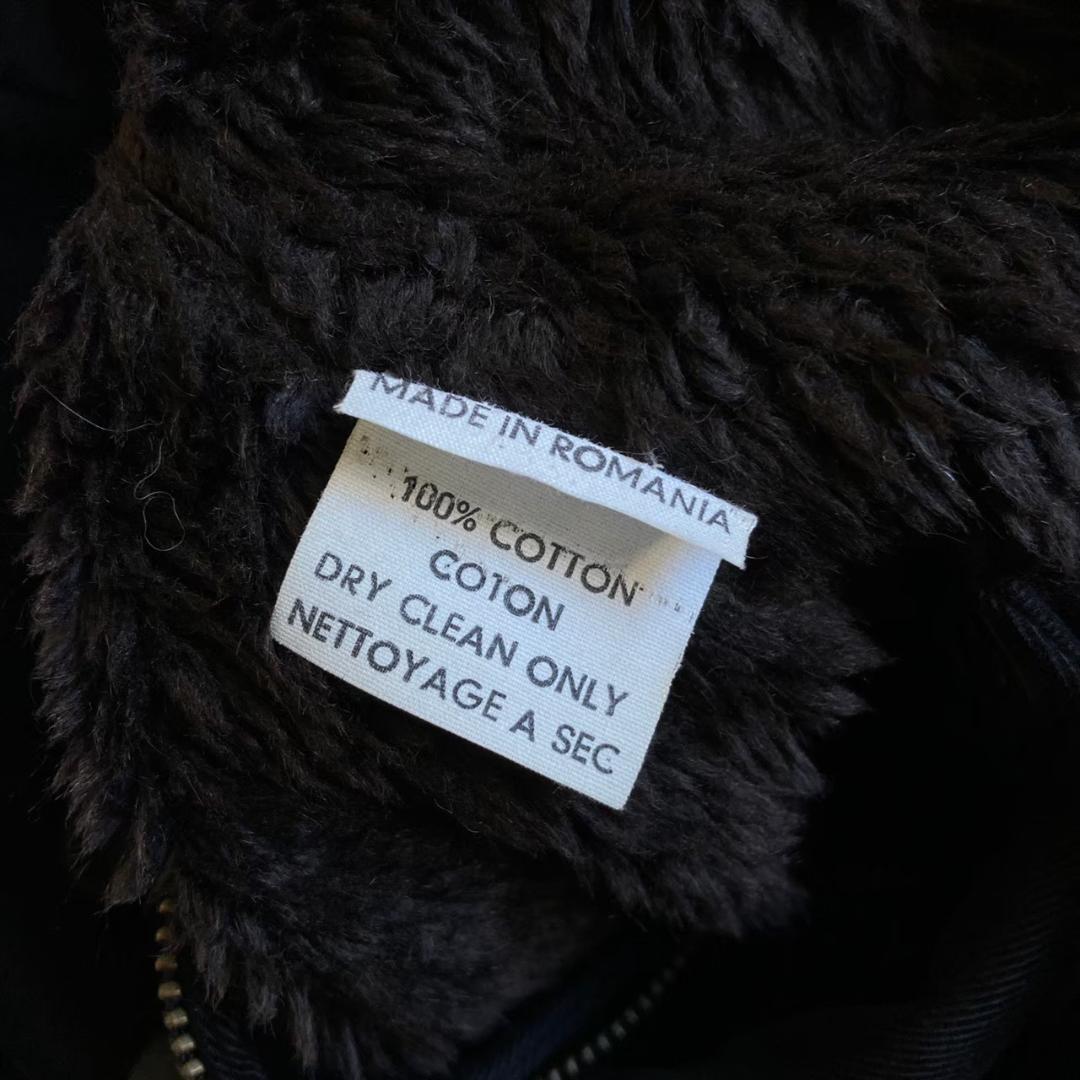 MADE IN ROMANIA
100% COTTON
COTON
DRY CLEAN ONLY
NETTOYAGE A SEC